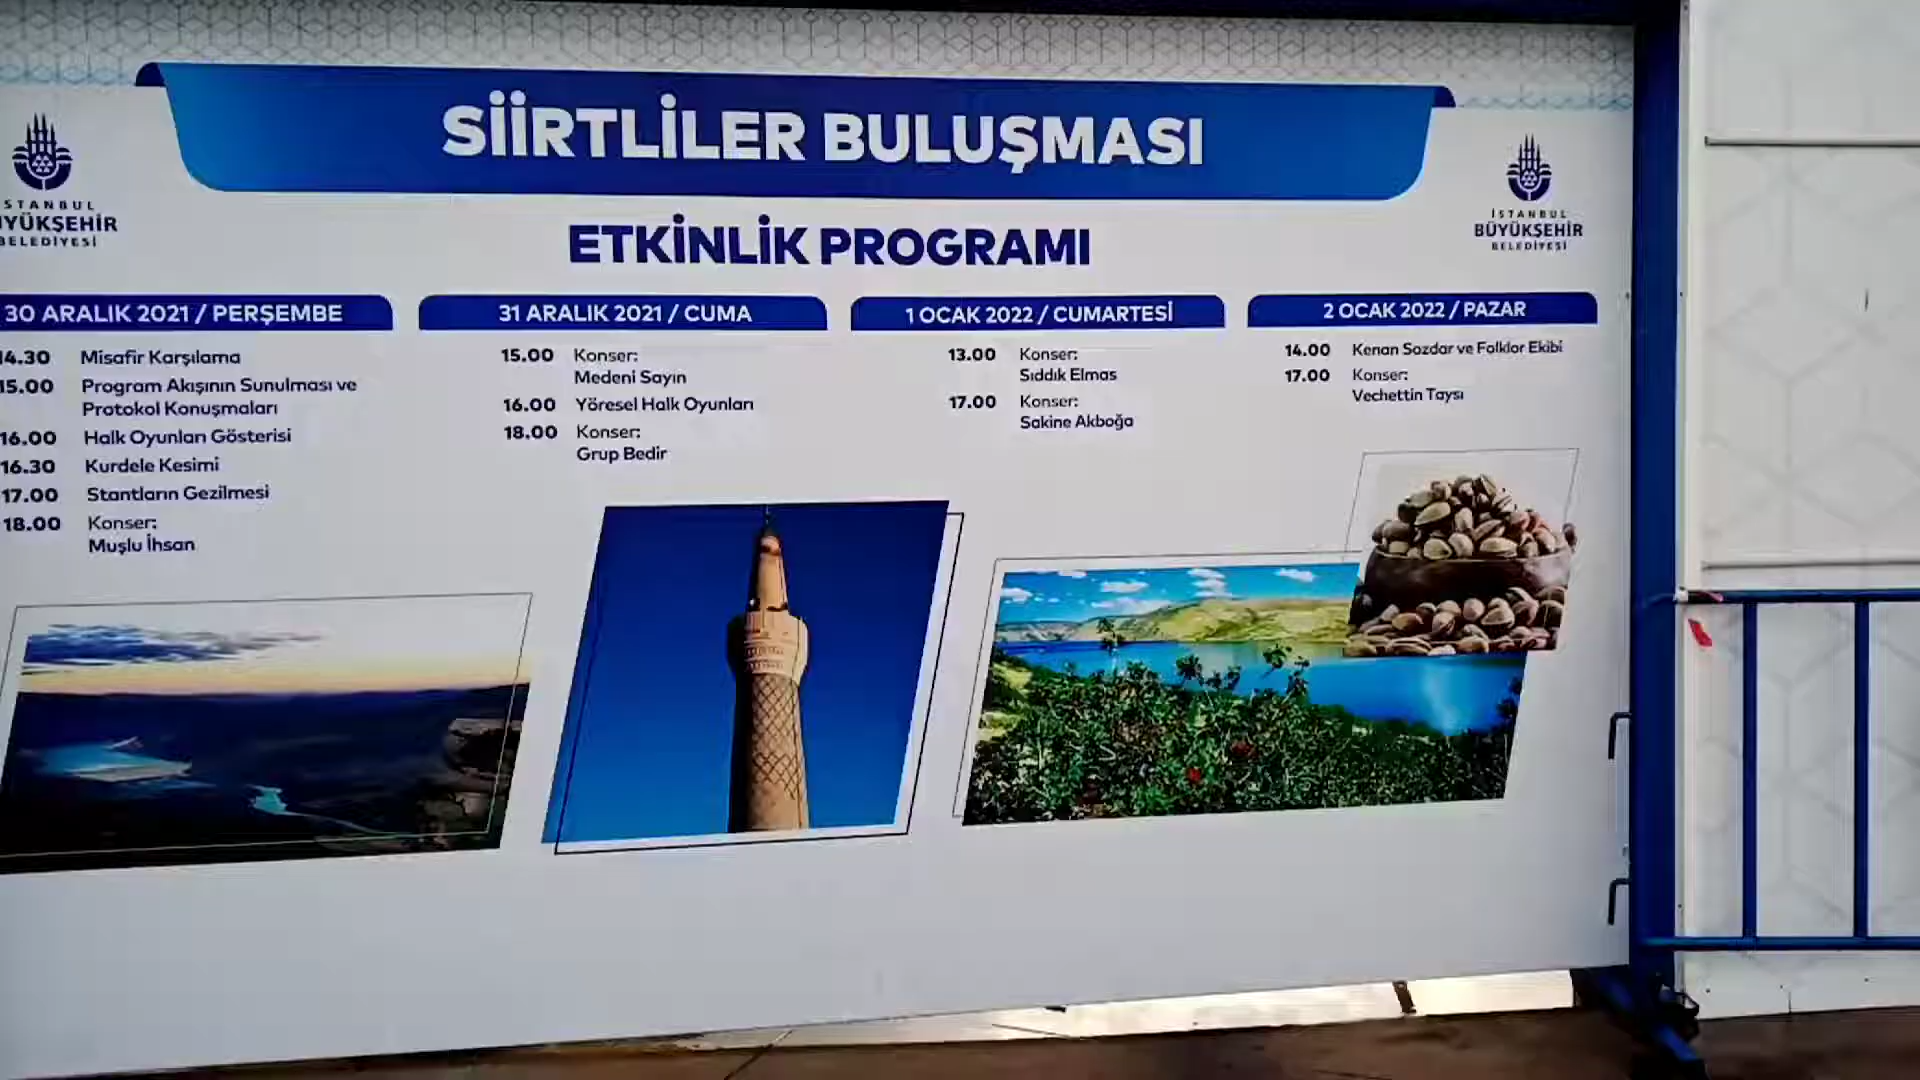 SİİRTLİLER BULUŞMASI
İSTANBUL
BÜYÜKŞEHİR
BELEDİYESİ
ETKİNLİK PROGRAMI
30 ARALIK 2021 / PERŞEMBE
14.30 Misafir Karşılama
15.00 Program Akışının Sunulması ve
Protokol Konuşmaları
16.00 Halk Oyunları Gösterisi
16.30 Kurdele Kesimi
17.00 Stantların Gezilmesi
18.00 Konser:
Muşlu İhsan
31 ARALIK 2021 / CUMA
15.00 Konser:
Medeni Sayın
16.00 Yöresel Halk Oyunları
18.00 Konser:
Grup Bedir
1 OCAK 2022 / CUMARTESİ
13.00 Konser:
Sıddık Elmas
17.00 Konser:
Sakine Akboğa
2 OCAK 2022 / PAZAR
14.00 Kenan Sozdar ve Folklor Ekibi
17.00 Konser:
Vechettin Taysı
İSTANBUL
BÜYÜKŞEHİR
BELEDİYESİ